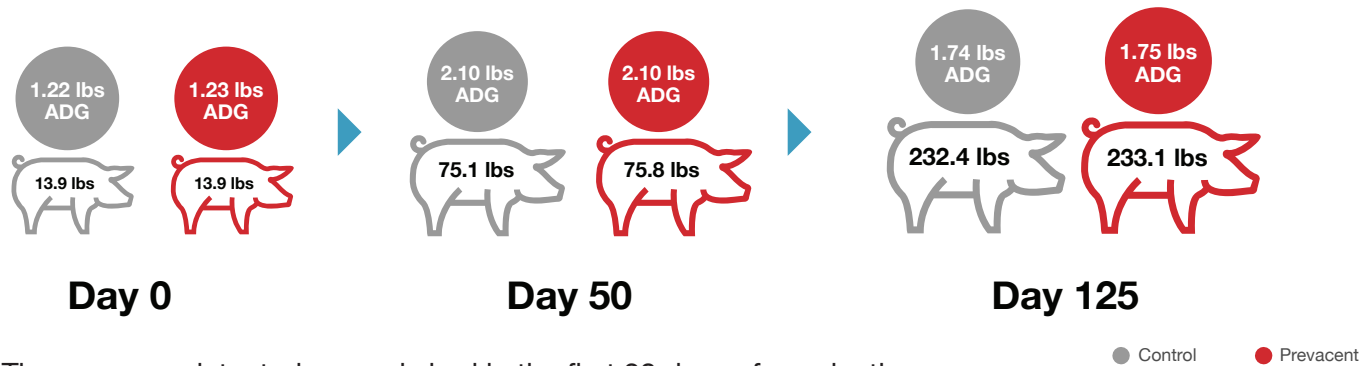 1.22 lbs
ADG
1.23 lbs
ADG
13.9 lbs
13.9 lbs
Day 0
2.10 lbs
ADG
2.10 lbs
ADG
75.1 lbs
75.8 lbs
Day 50
1.74 lbs
ADG
1.75 lbs
ADG
232.4 lbs
233.1 lbs
Day 125
Control
Prevacent